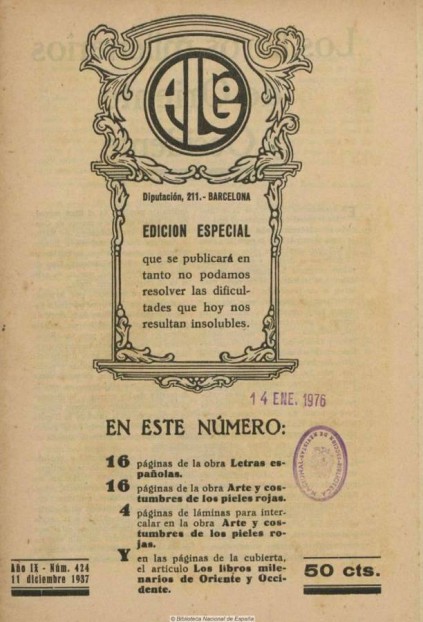 ALGO
Diputación, 211.- BARCELONA
EDICION ESPECIAL
que se publicará en
tanto no podamos
resolver las dificul-
tades que hoy nos
resultan insolubles.
14 ENE. 1976
EN ESTE NÚMERO:
16 páginas de la obra Letras es-
pañolas.
16 páginas de la obra Arte y cos-
tumbres de los pieles rojas.
4 páginas de láminas para inter-
calar en la obra Arte y cos-
tumbres de los pieles ro-
jas.
Y en las páginas de la cubierta,
el artículo Los libros mile-
narios de Oriente y Occi-
dente.
Año IX - Núm. 424
11 diciembre 1937
50 cts.
© Biblioteca Nacional de España